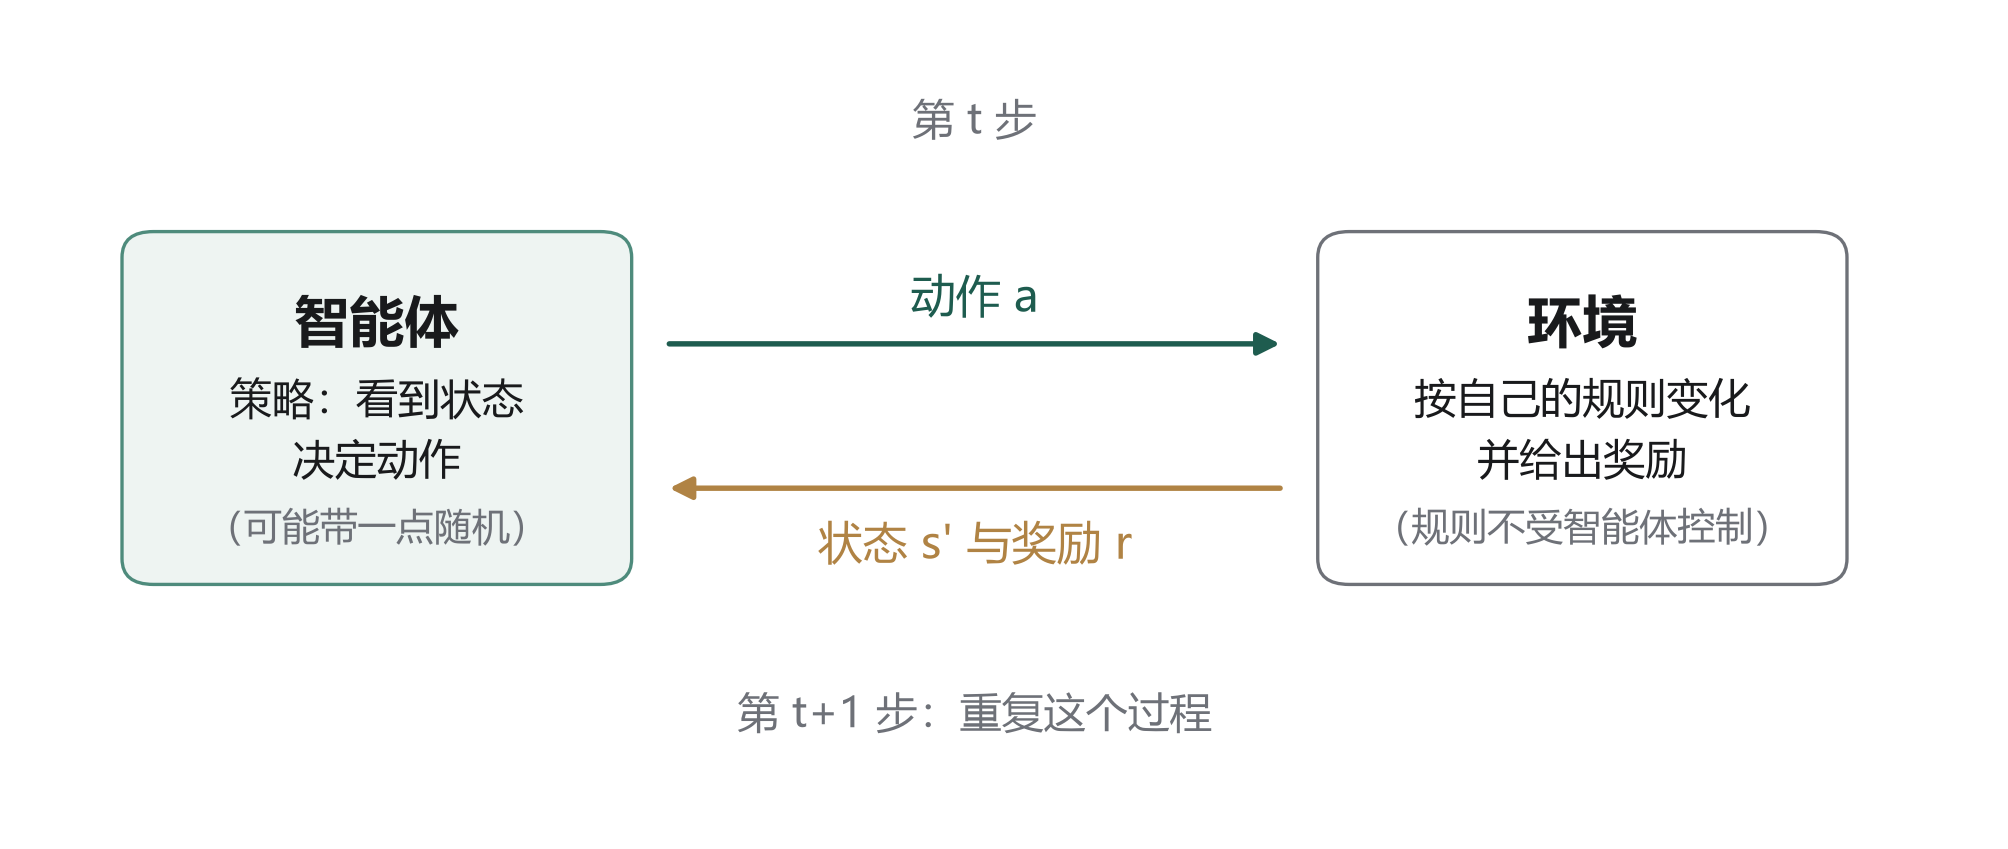 第 t 步
智能体
策略：看到状态
决定动作
（可能带一点随机）
动作 a
状态 s' 与奖励 r
环境
按自己的规则变化
并给出奖励
（规则不受智能体控制）
第 t+1 步：重复这个过程